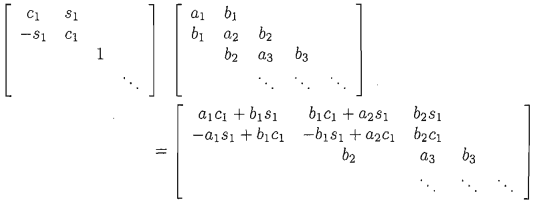 [ c₁ s₁ ; -s₁ c₁ ; 1 ; ⋱ ] [ a₁ b₁ ; b₁ a₂ b₂ ; b₂ a₃ b₃ ; ⋱ ⋱ ⋱ ]
= [ a₁c₁ + b₁s₁ b₁c₁ + a₂s₁ b₂s₁ ; -a₁s₁ + b₁c₁ -b₁s₁ + a₂c₁ b₂c₁ ; b₂ a₃ b₃ ; ⋱ ⋱ ⋱ ]